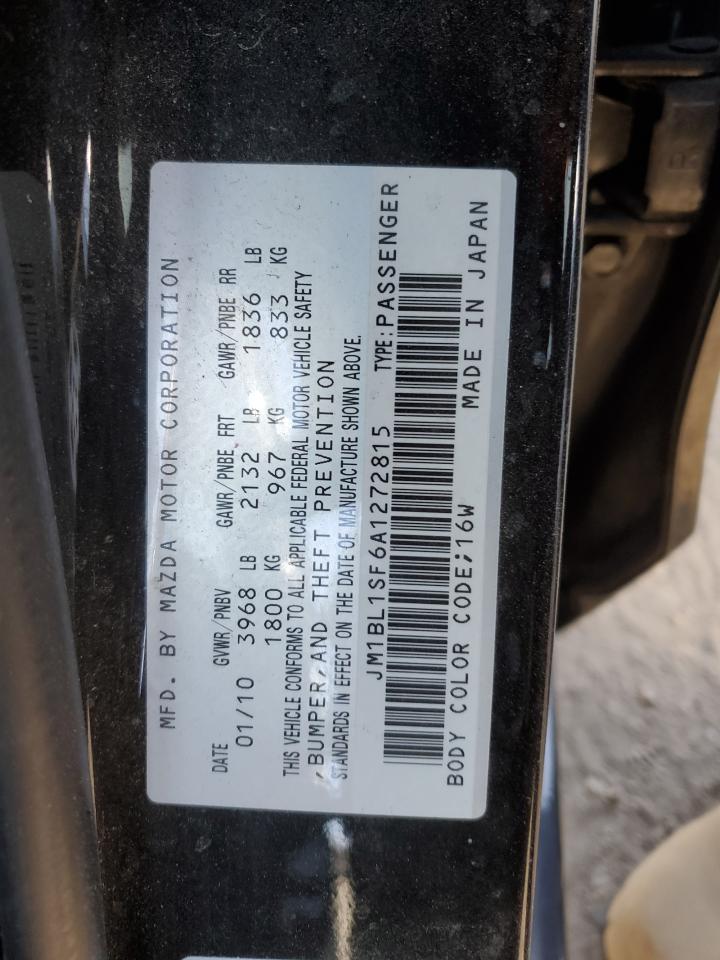 MFD. BY MAZDA MOTOR CORPORATION
DATE GVWR/PNBV GAWR/PNBE FRT GAWR/PNBE RR
01/10 3968 LB 2132 LB 1836 LB
1800 KG 967 KG 833 KG
THIS VEHICLE CONFORMS TO ALL APPLICABLE FEDERAL MOTOR VEHICLE SAFETY
, BUMPER, AND THEFT PREVENTION
STANDARDS IN EFFECT ON THE DATE OF MANUFACTURE SHOWN ABOVE.
JM1BL1SF6A1272815 TYPE:PASSENGER
BODY COLOR CODE;16W MADE IN JAPAN